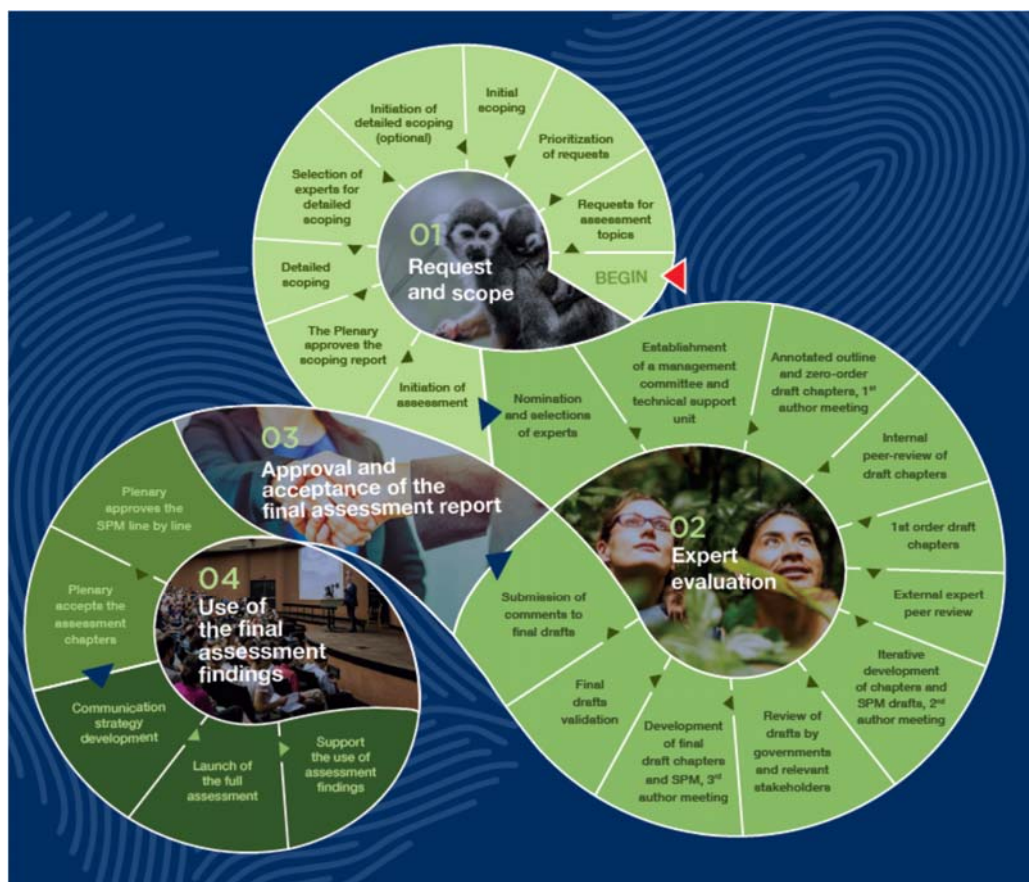 BEGIN
Requests for
assessment
topics
Prioritization
of requests
Initial
scoping
Initiation of
detailed scoping
(optional)
Selection of
experts for
detailed
scoping
Detailed
scoping
The Plenary
approves the
scoping report
Initiation of
assessment
01
Request
and scope
Nomination
and selections
of experts
Establishment
of a management
committee and
technical support
unit
Annotated outline
and zero-order
draft chapters, 1st
author meeting
Internal
peer-review of
draft chapters
1st order draft
chapters
External expert
peer review
Iterative
development
of chapters and
SPM drafts, 2nd
author meeting
Review of
drafts by
governments
and relevant
stakeholders
Development of
final draft
chapters
and SPM, 3rd
author meeting
Final
drafts
validation
Submission of
comments to
final drafts
02
Expert
evaluation
03
Approval and
acceptance of the
final assessment report
Plenary
approves the
SPM line by line
Plenary
accepts the
assessment
chapters
04
Use of
the final
assessment
findings
Communication
strategy
development
Launch of
the full
assessment
Support
the use of
assessment
findings